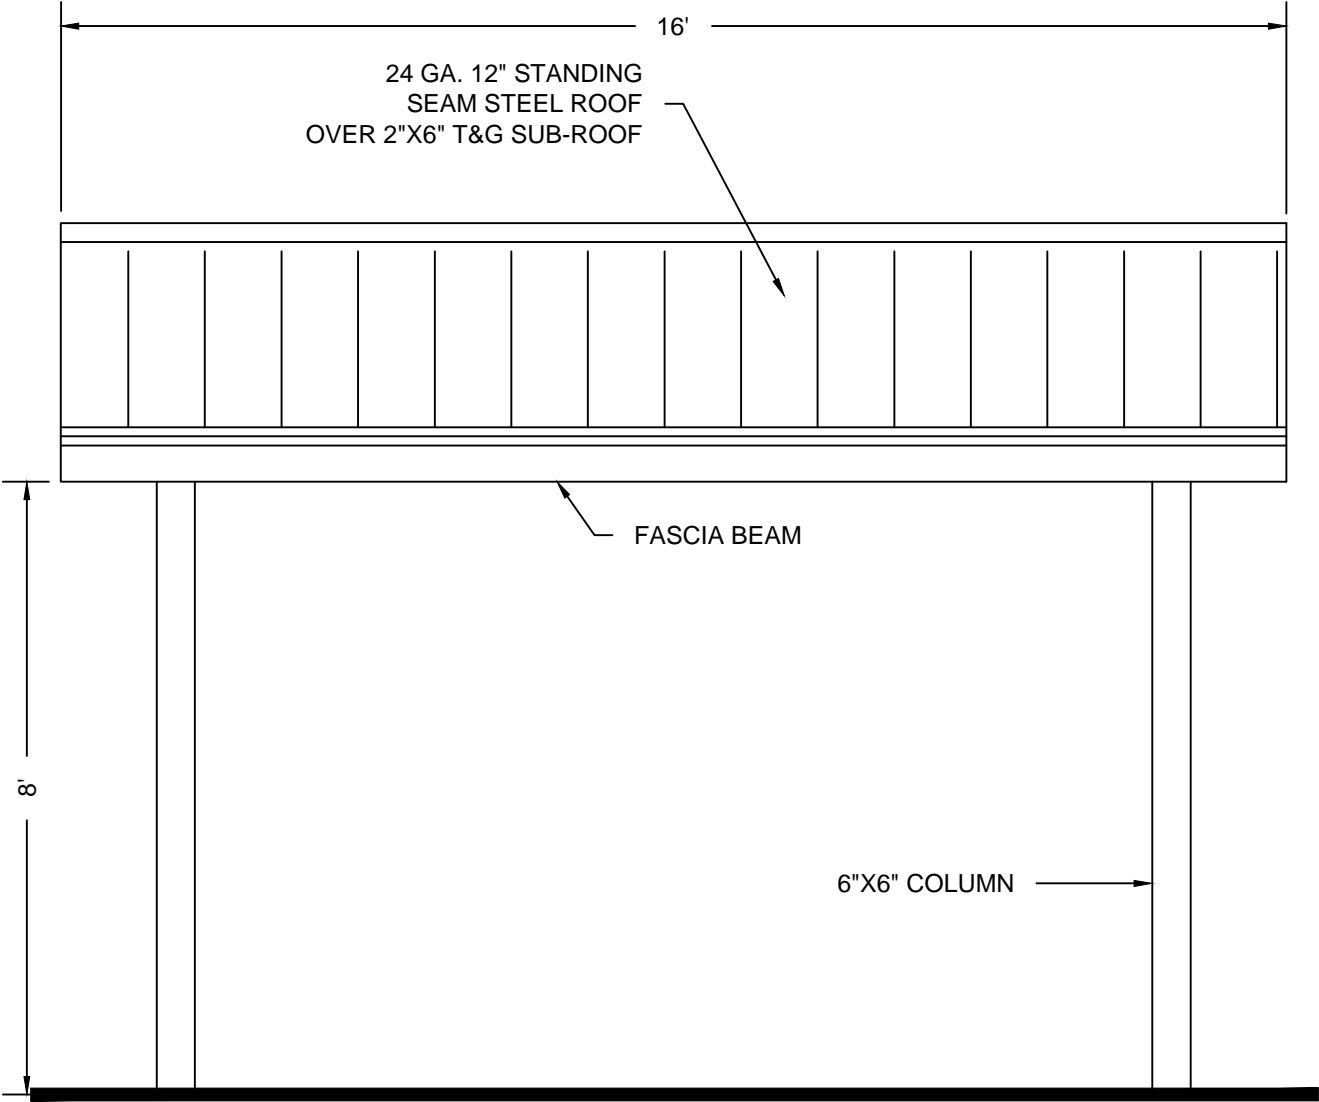 16'
24 GA. 12" STANDING
SEAM STEEL ROOF
OVER 2"X6" T&G SUB-ROOF
FASCIA BEAM
8'
6"X6" COLUMN